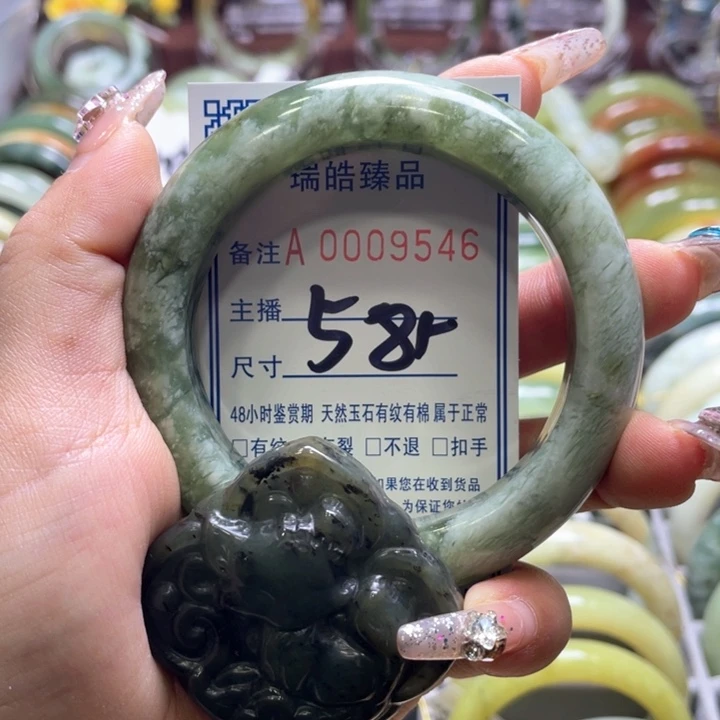 瑞皓臻品
备注 A 0009546
主播
尺寸 58
48小时鉴赏期 天然玉石有纹有棉 属于正常
□有纹 裂 □不退 □扣手
如果您在收到货品
为保证您